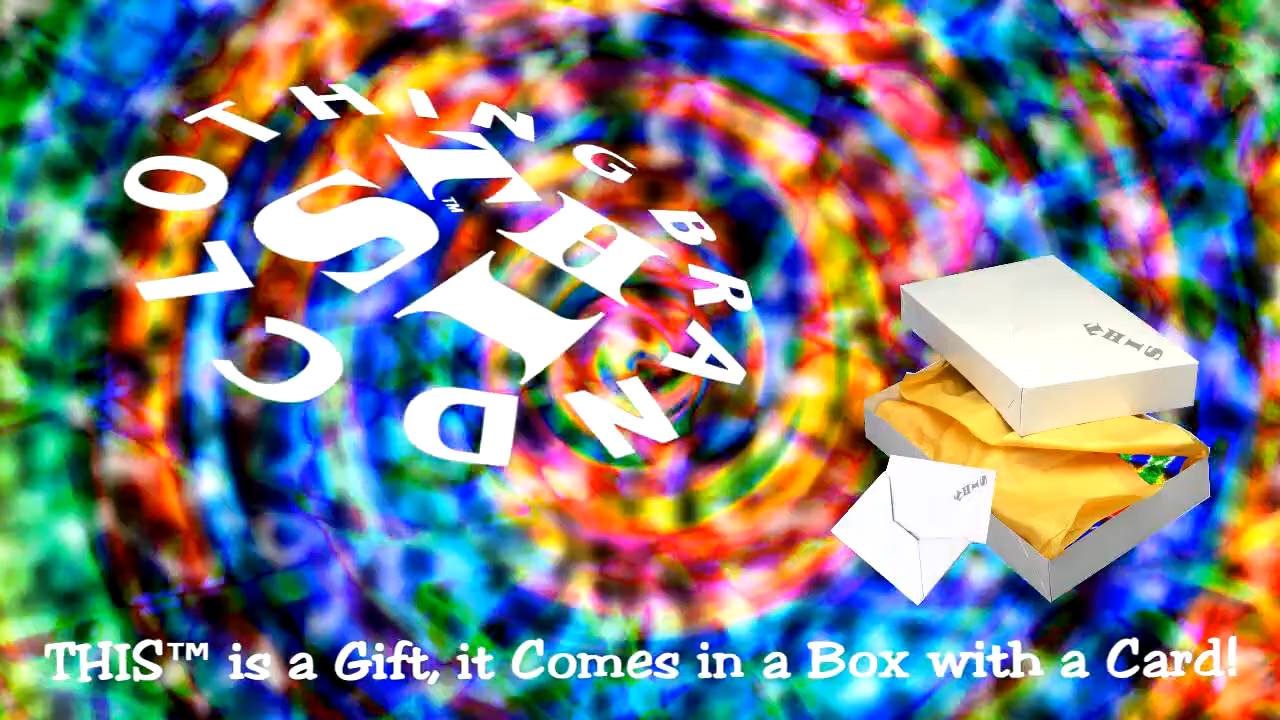 CLOTHING BRAND
THIS™
THIS
THIS
THIS™ is a Gift, it Comes in a Box with a Card!